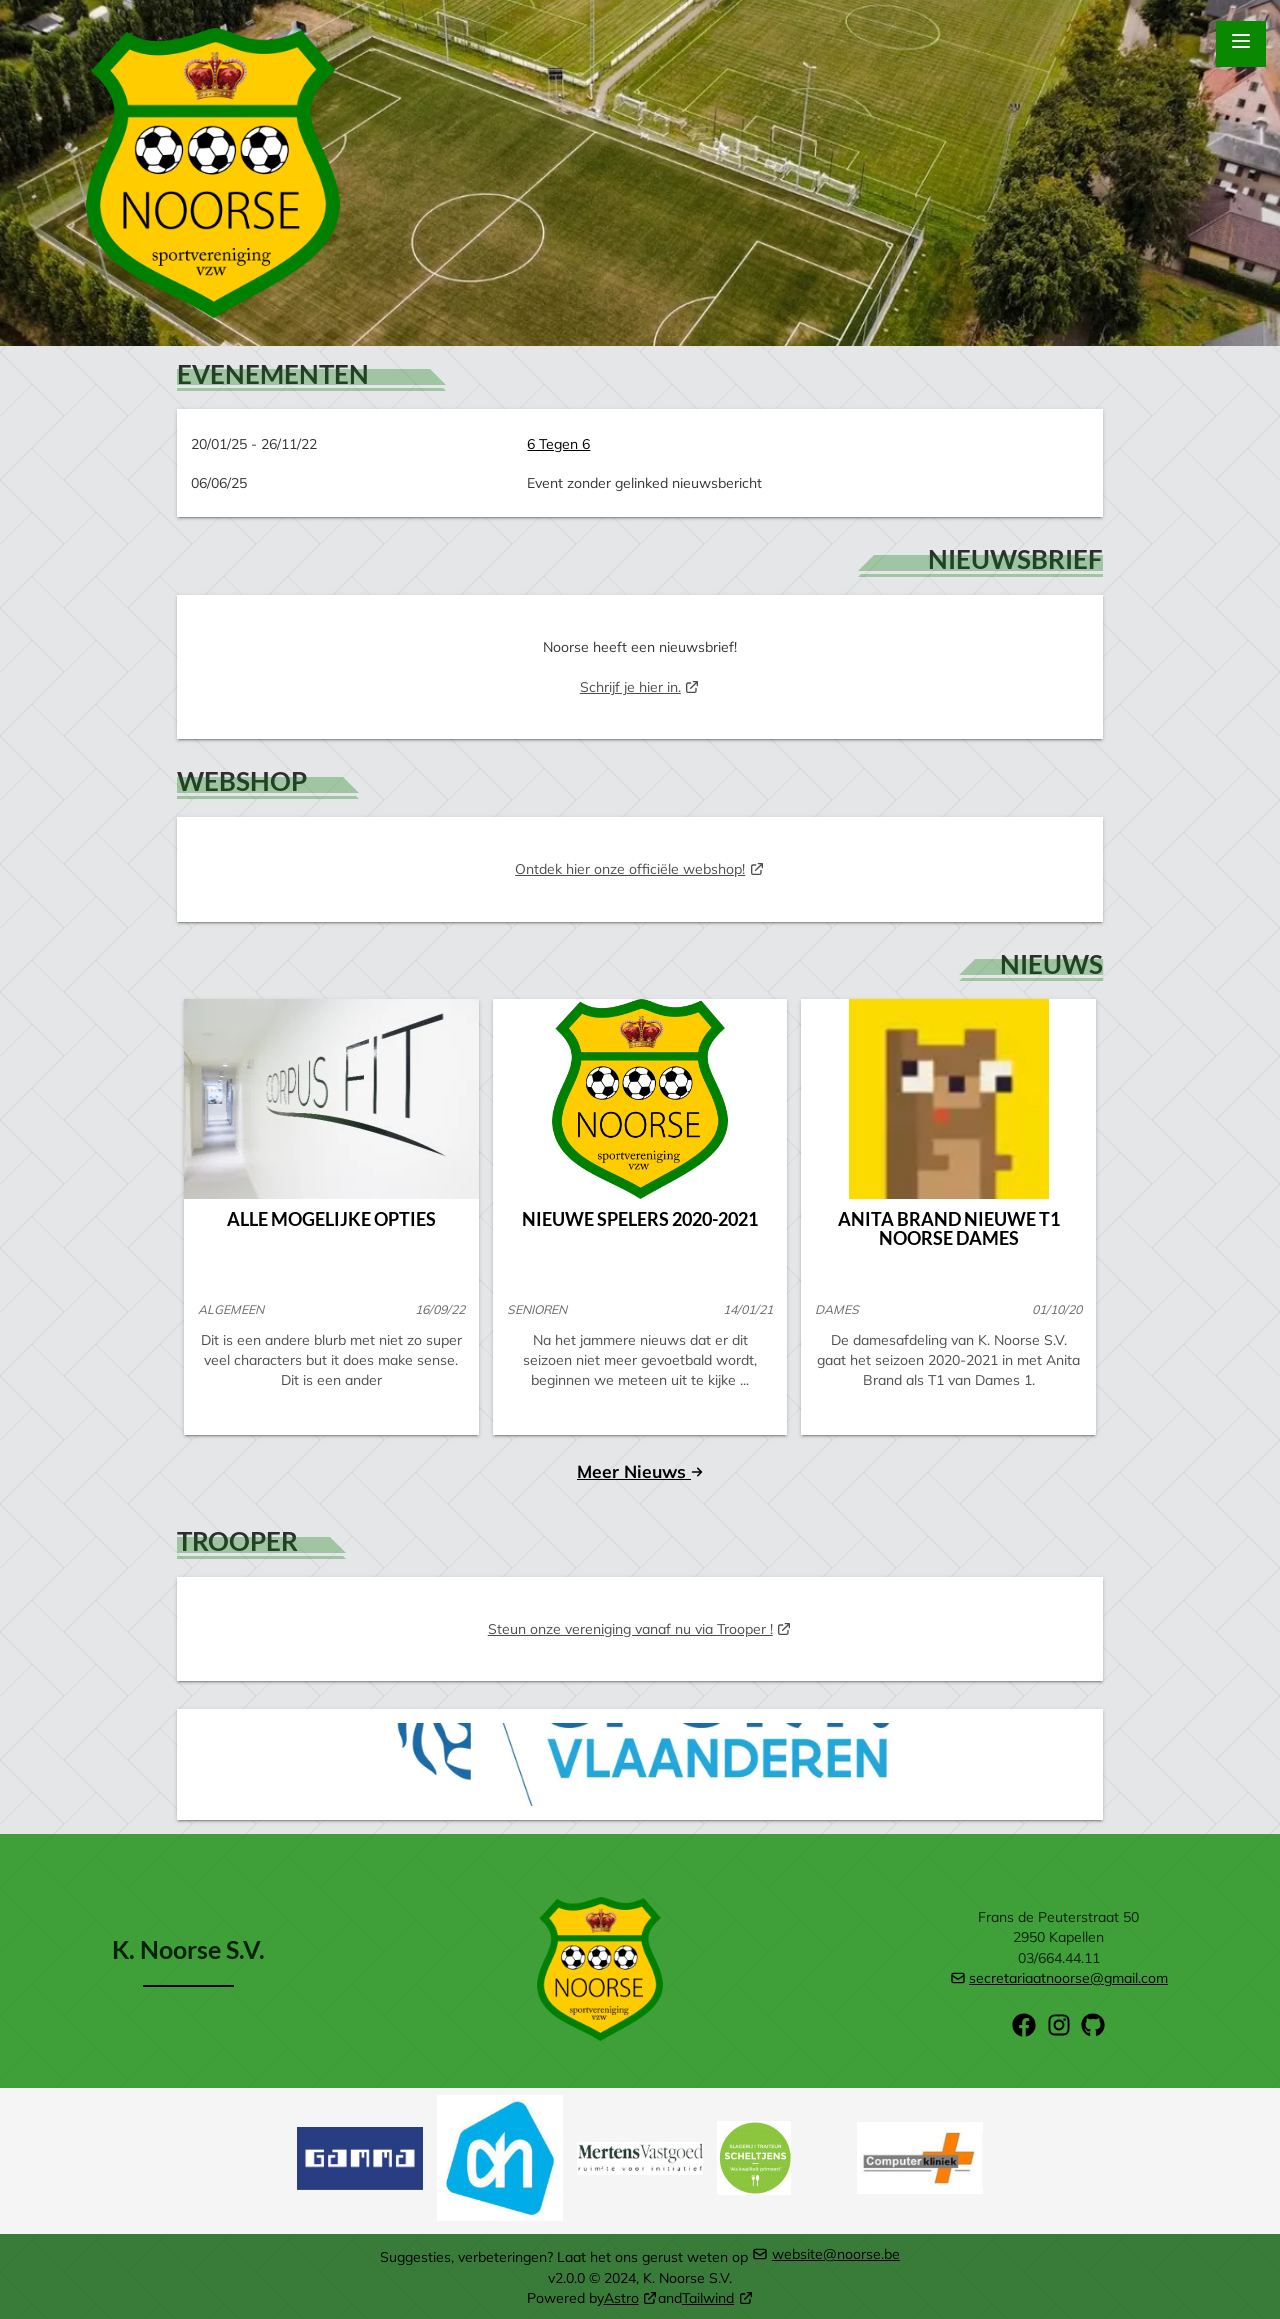 NOORSE
sportvereniging
vzw
EVENEMENTEN
20/01/25 - 26/11/22
6 Tegen 6
06/06/25
Event zonder gelinked nieuwsbericht
NIEUWSBRIEF
Noorse heeft een nieuwsbrief!
Schrijf je hier in.
WEBSHOP
Ontdek hier onze officiële webshop!
NIEUWS
CORPUS FIT
ALLE MOGELIJKE OPTIES
ALGEMEEN 16/09/22
Dit is een andere blurb met niet zo super
veel characters but it does make sense.
Dit is een ander
NOORSE
sportvereniging
vzw
NIEUWE SPELERS 2020-2021
SENIOREN 14/01/21
Na het jammere nieuws dat er dit
seizoen niet meer gevoetbald wordt,
beginnen we meteen uit te kijke ...
ANITA BRAND NIEUWE T1
NOORSE DAMES
DAMES 01/10/20
De damesafdeling van K. Noorse S.V.
gaat het seizoen 2020-2021 in met Anita
Brand als T1 van Dames 1.
Meer Nieuws
TROOPER
Steun onze vereniging vanaf nu via Trooper !
VLAANDEREN
K. Noorse S.V.
NOORSE
sportvereniging
vzw
Frans de Peuterstraat 50
2950 Kapellen
03/664.44.11
secretariaatnoorse@gmail.com
GAMMA
MertensVastgoed
ruimte voor initiatief
SLAGERIJ TRAITEUR
SCHELTJENS
Computerkliniek
Suggesties, verbeteringen? Laat het ons gerust weten op website@noorse.be
v2.0.0 © 2024, K. Noorse S.V.
Powered byAstro andTailwind